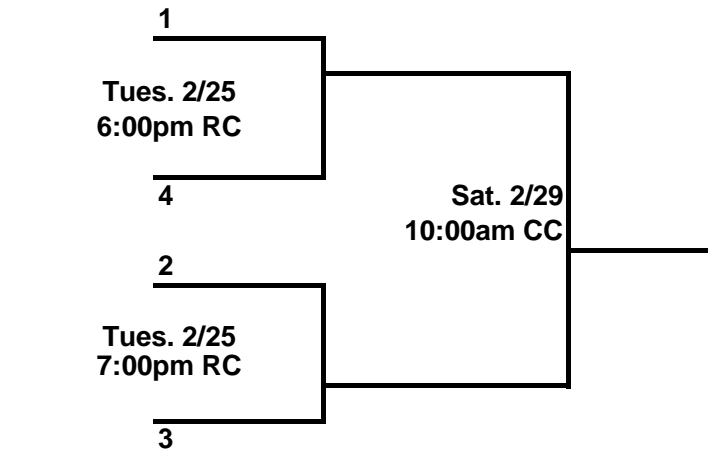 1
Tues. 2/25
6:00pm RC
4
Sat. 2/29
10:00am CC
2
Tues. 2/25
7:00pm RC
3